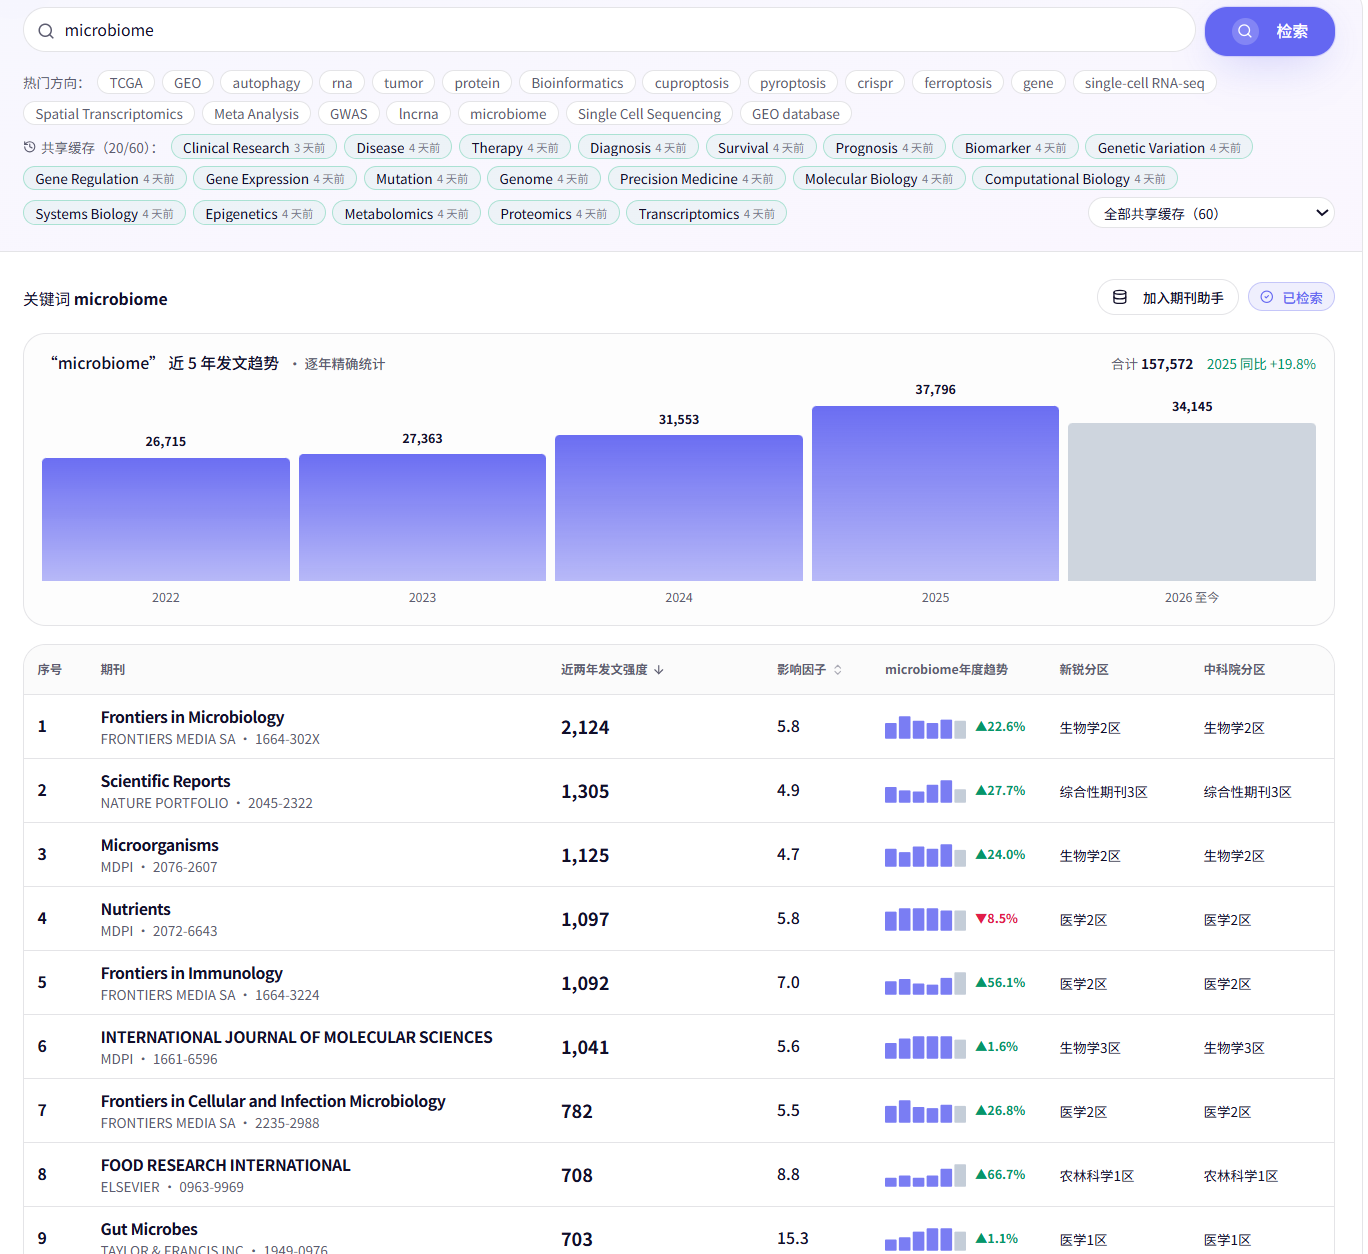 microbiome
检索
热门方向： TCGA GEO autophagy rna tumor protein Bioinformatics cuproptosis pyroptosis crispr ferroptosis gene single-cell RNA-seq
Spatial Transcriptomics Meta Analysis GWAS lncrna microbiome Single Cell Sequencing GEO database
共享缓存（20/60）： Clinical Research 3 天前 Disease 4 天前 Therapy 4 天前 Diagnosis 4 天前 Survival 4 天前 Prognosis 4 天前 Biomarker 4 天前 Genetic Variation 4 天前
Gene Regulation 4 天前 Gene Expression 4 天前 Mutation 4 天前 Genome 4 天前 Precision Medicine 4 天前 Molecular Biology 4 天前 Computational Biology 4 天前
Systems Biology 4 天前 Epigenetics 4 天前 Metabolomics 4 天前 Proteomics 4 天前 Transcriptomics 4 天前 全部共享缓存（60）
关键词 microbiome 加入期刊助手 已检索
“microbiome” 近 5 年发文趋势 · 逐年精确统计 合计 157,572 2025 同比 +19.8%
26,715 27,363 31,553 37,796 34,145
2022 2023 2024 2025 2026 至今
序号 期刊 近两年发文强度 影响因子 microbiome年度趋势 新锐分区 中科院分区
1 Frontiers in Microbiology 2,124 5.8 ▲22.6% 生物学2区 生物学2区
FRONTIERS MEDIA SA · 1664-302X
2 Scientific Reports 1,305 4.9 ▲27.7% 综合性期刊3区 综合性期刊3区
NATURE PORTFOLIO · 2045-2322
3 Microorganisms 1,125 4.7 ▲24.0% 生物学2区 生物学2区
MDPI · 2076-2607
4 Nutrients 1,097 5.8 ▼8.5% 医学2区 医学2区
MDPI · 2072-6643
5 Frontiers in Immunology 1,092 7.0 ▲56.1% 医学2区 医学2区
FRONTIERS MEDIA SA · 1664-3224
6 INTERNATIONAL JOURNAL OF MOLECULAR SCIENCES 1,041 5.6 ▲1.6% 生物学3区 生物学3区
MDPI · 1661-6596
7 Frontiers in Cellular and Infection Microbiology 782 5.5 ▲26.8% 医学2区 医学2区
FRONTIERS MEDIA SA · 2235-2988
8 FOOD RESEARCH INTERNATIONAL 708 8.8 ▲66.7% 农林科学1区 农林科学1区
ELSEVIER · 0963-9969
9 Gut Microbes 703 15.3 ▲1.1% 医学1区 医学1区
TAYLOR & FRANCIS INC · 1949-0976